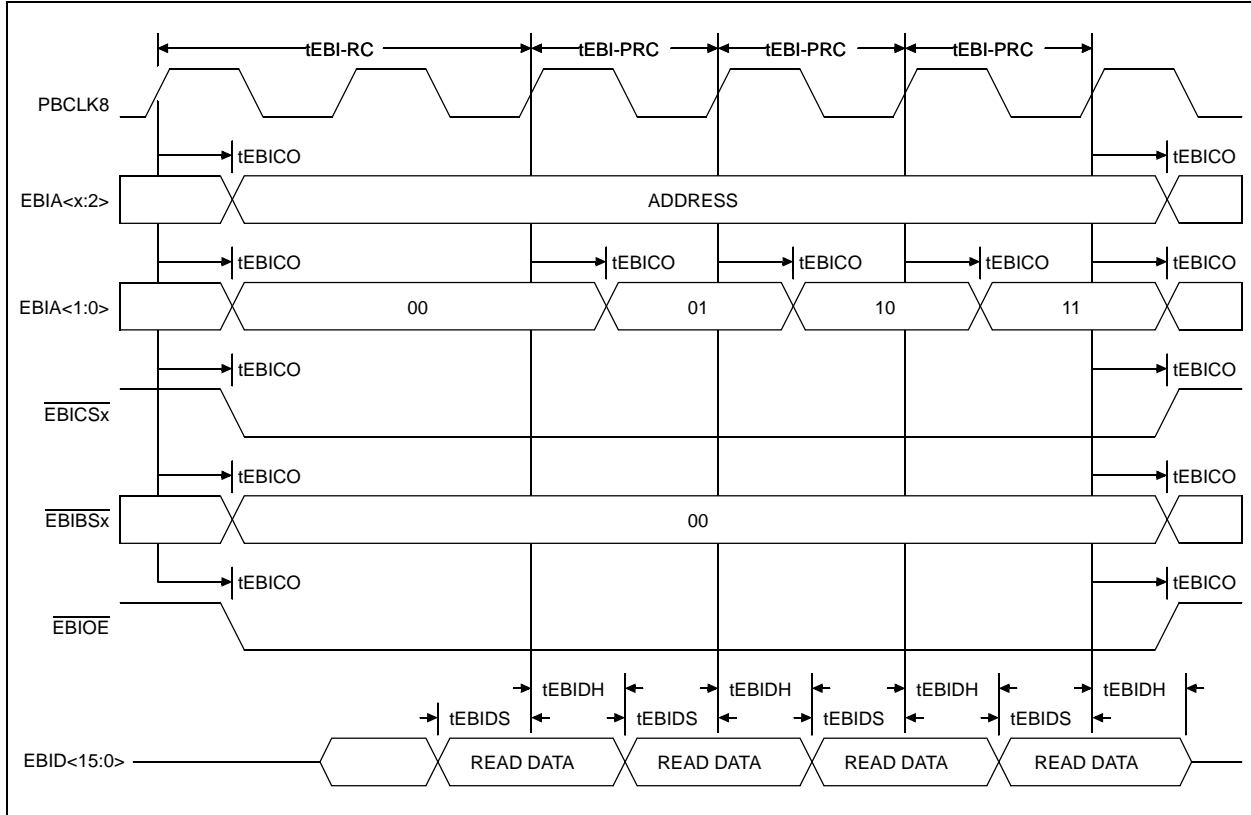 tEBI-RC tEBI-PRC tEBI-PRC tEBI-PRC
PBCLK8
tEBICO tEBICO
EBIA<x:2> ADDRESS
tEBICO tEBICO tEBICO tEBICO tEBICO
EBIA<1:0> 00 01 10 11
tEBICO tEBICO
EBICSx
tEBICO tEBICO
EBIBSx 00
tEBICO tEBICO
EBIOE
tEBIDH tEBIDH tEBIDH tEBIDH
tEBIDS tEBIDS tEBIDS tEBIDS
EBID<15:0> READ DATA READ DATA READ DATA READ DATA